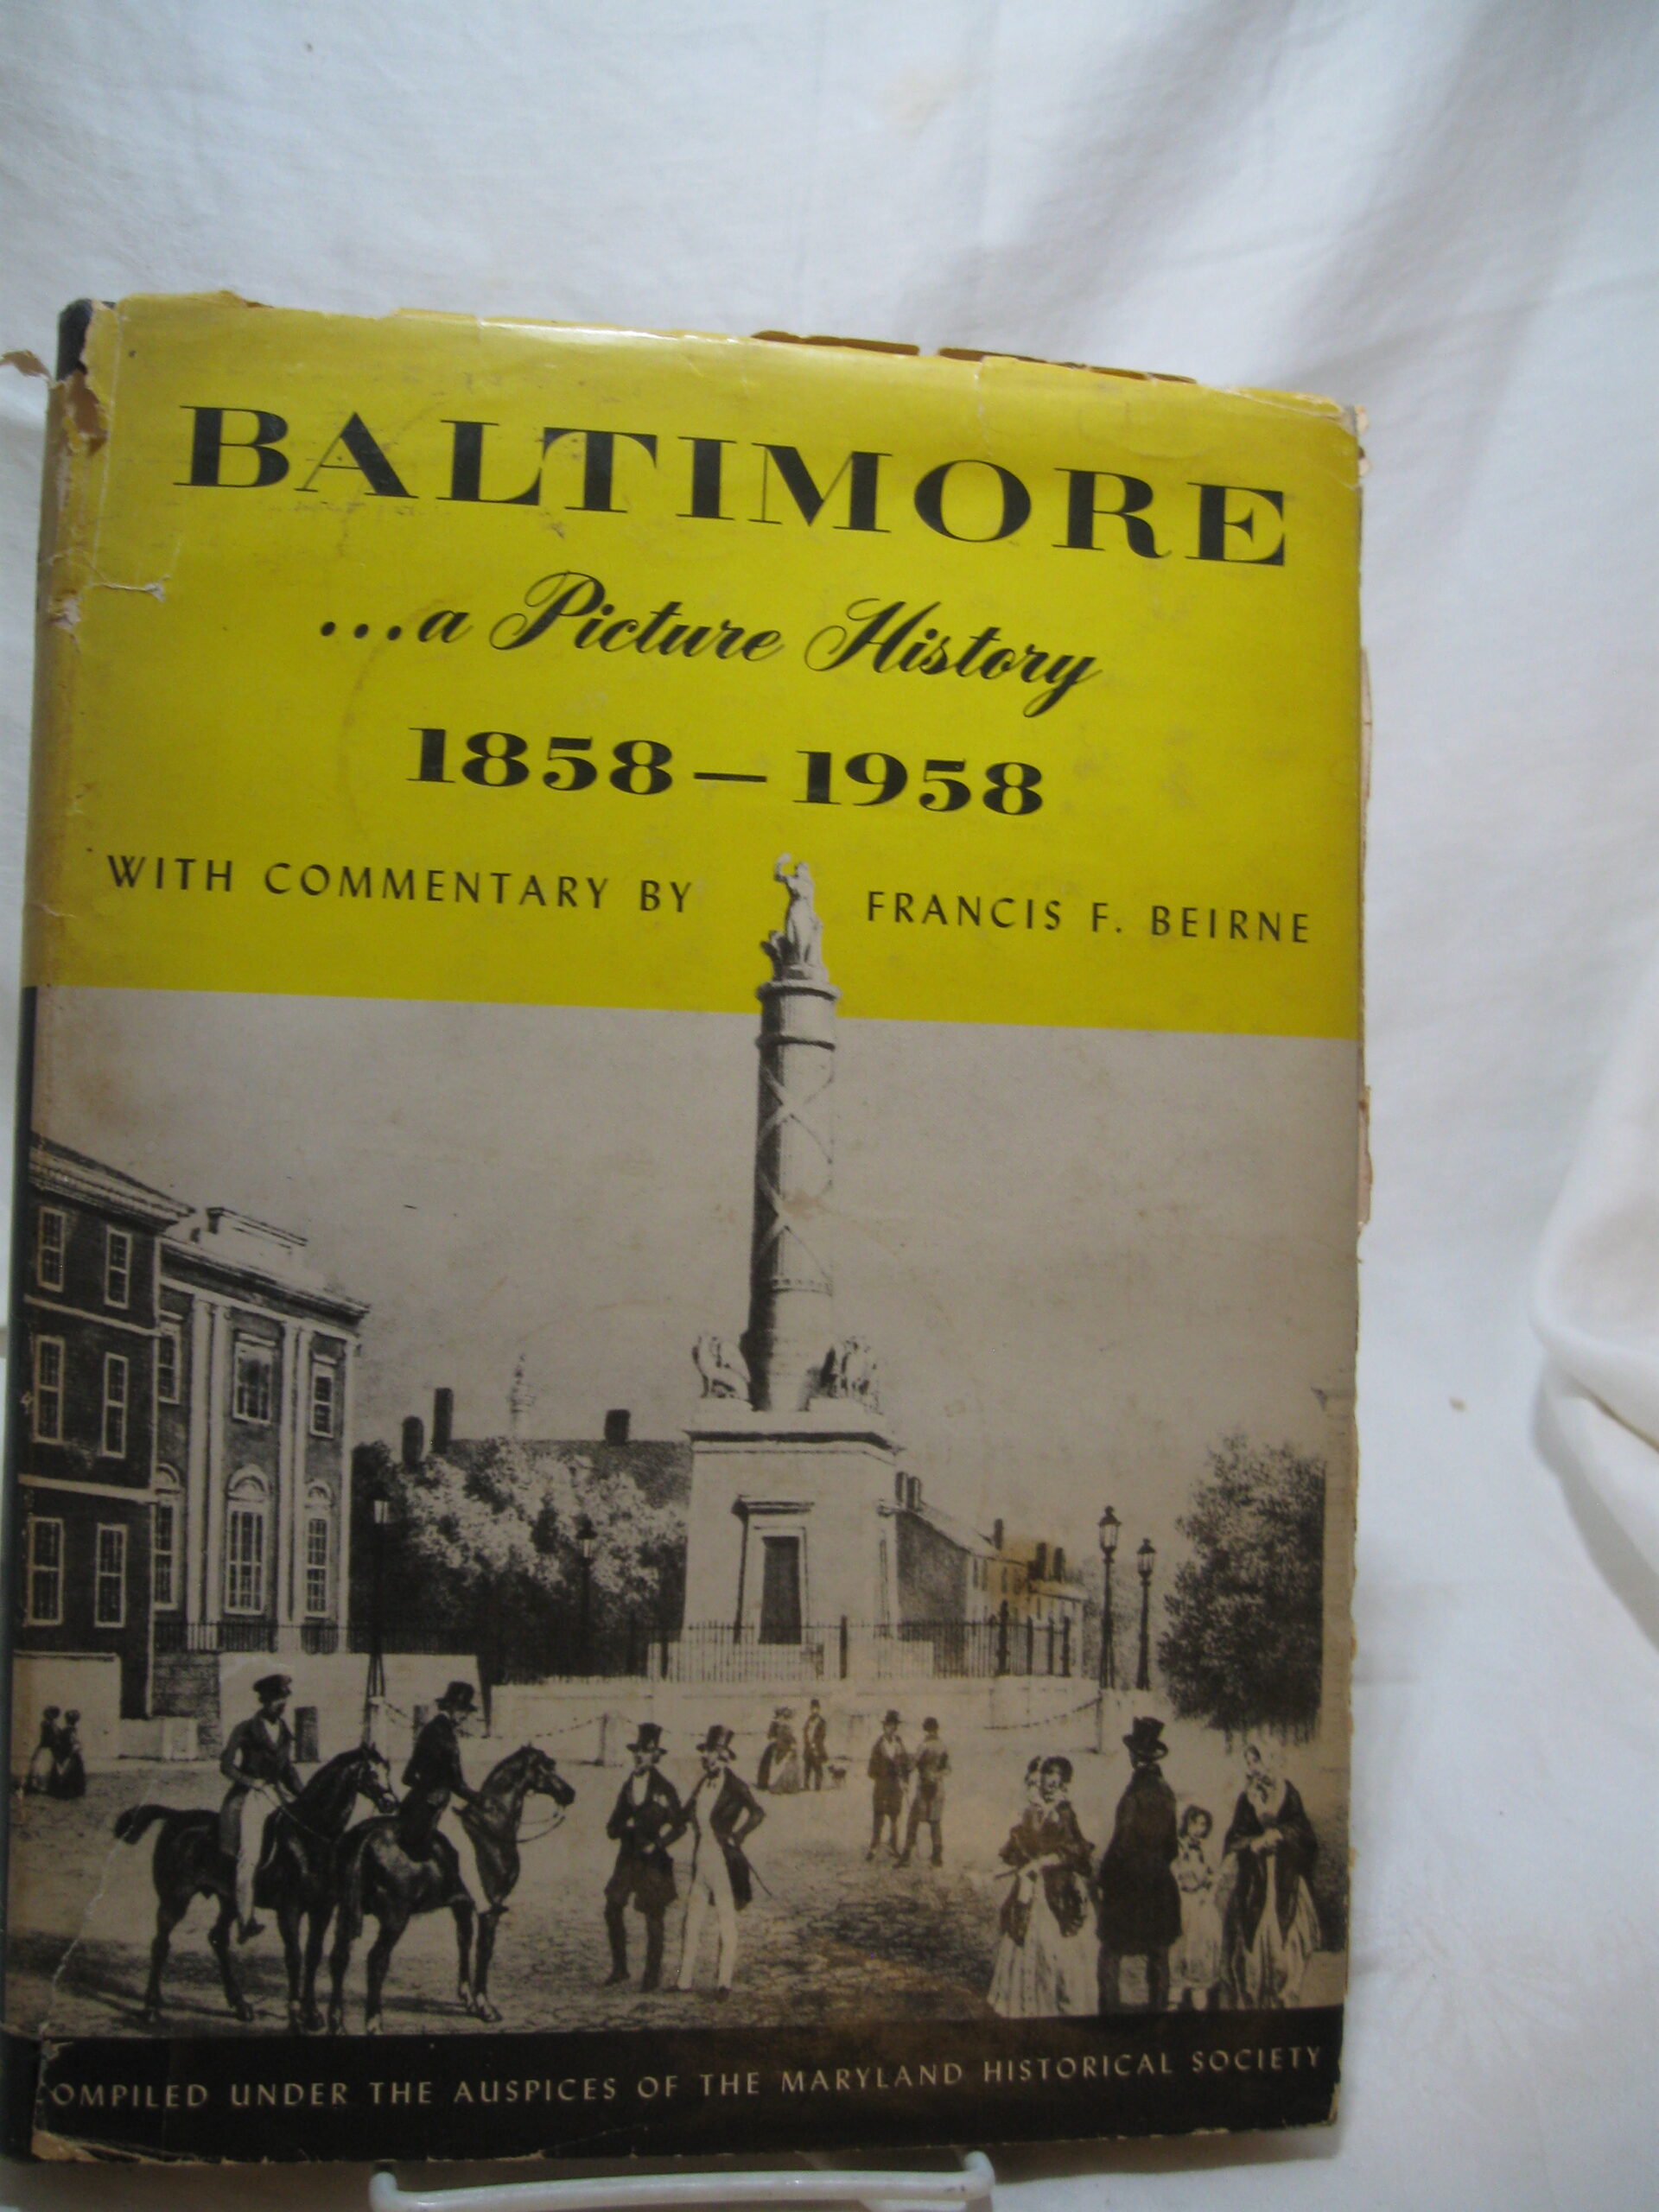 BALTIMORE
...a Picture History
1858–1958
WITH COMMENTARY BY FRANCIS F. BEIRNE
OMPILED UNDER THE AUSPICES OF THE MARYLAND HISTORICAL SOCIETY